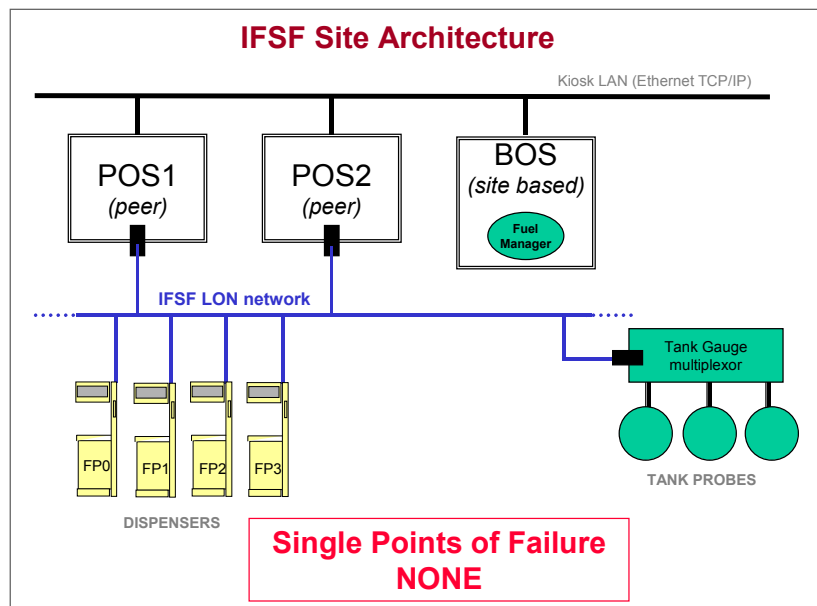 IFSF Site Architecture
Kiosk LAN (Ethernet TCP/IP)
POS1
(peer)
POS2
(peer)
BOS
(site based)
Fuel
Manager
IFSF LON network
Tank Gauge
multiplexor
FP0
FP1
FP2
FP3
TANK PROBES
DISPENSERS
Single Points of Failure
NONE